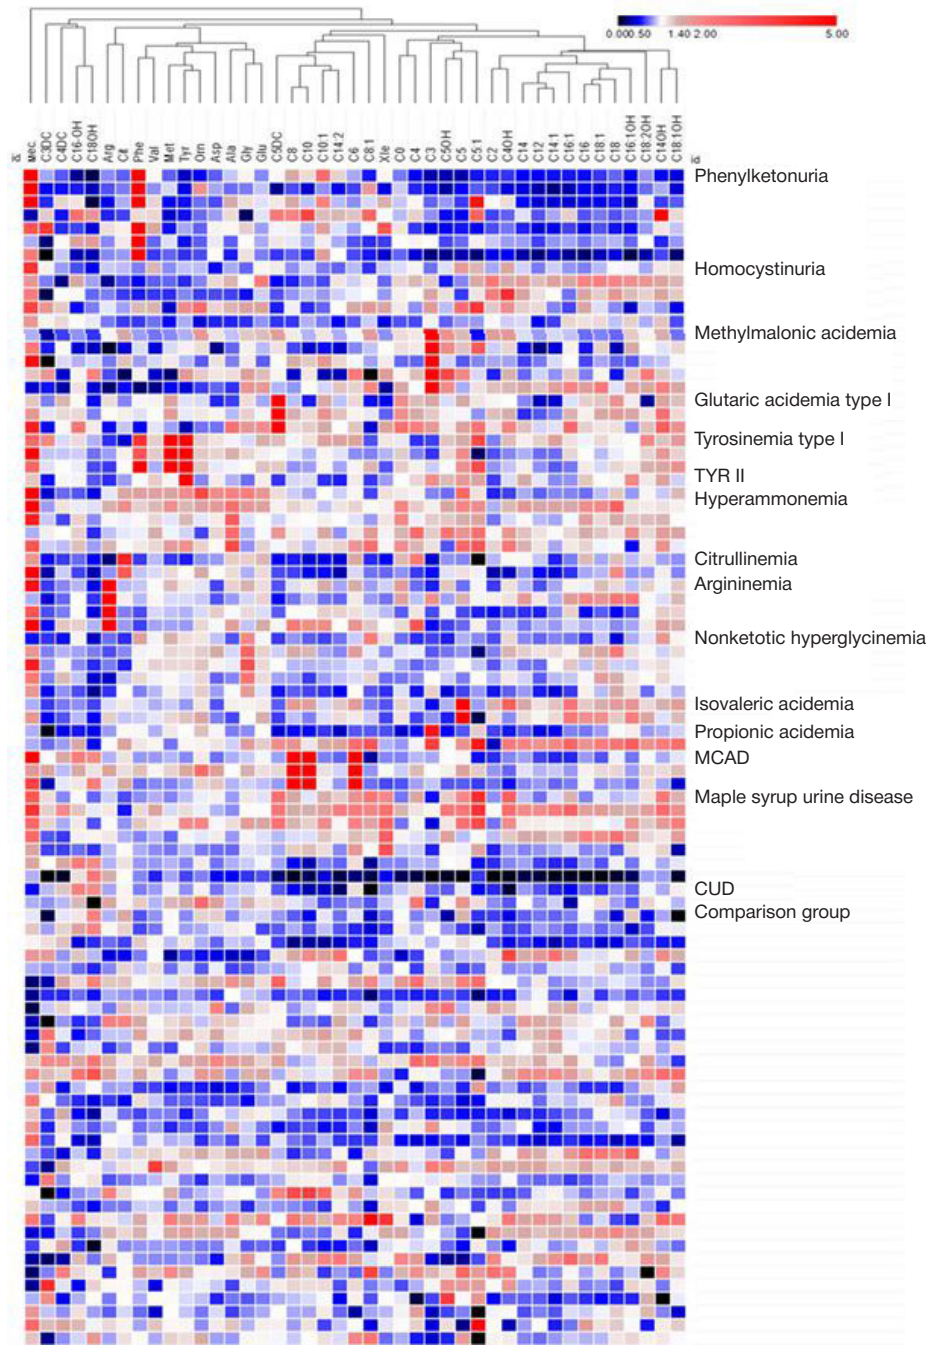 0.000.50 1.40 2.00 5.00
id
Mec
C3DC
C4DC
C16-OH
C18OH
Arg
Cit
Phe
Val
Met
Tyr
Orn
Asp
Ala
Gly
Glu
C5DC
C8
C10
C10:1
C14:2
C6
C8:1
Xle
C0
C4
C3
C5OH
C5
C5:1
C2
C4OH
C14
C12
C14:1
C16:1
C16
C18:1
C18
C16:1OH
C18:2OH
C14OH
C18:1OH
id
Phenylketonuria
Homocystinuria
Methylmalonic acidemia
Glutaric acidemia type I
Tyrosinemia type I
TYR II
Hyperammonemia
Citrullinemia
Argininemia
Nonketotic hyperglycinemia
Isovaleric acidemia
Propionic acidemia
MCAD
Maple syrup urine disease
CUD
Comparison group